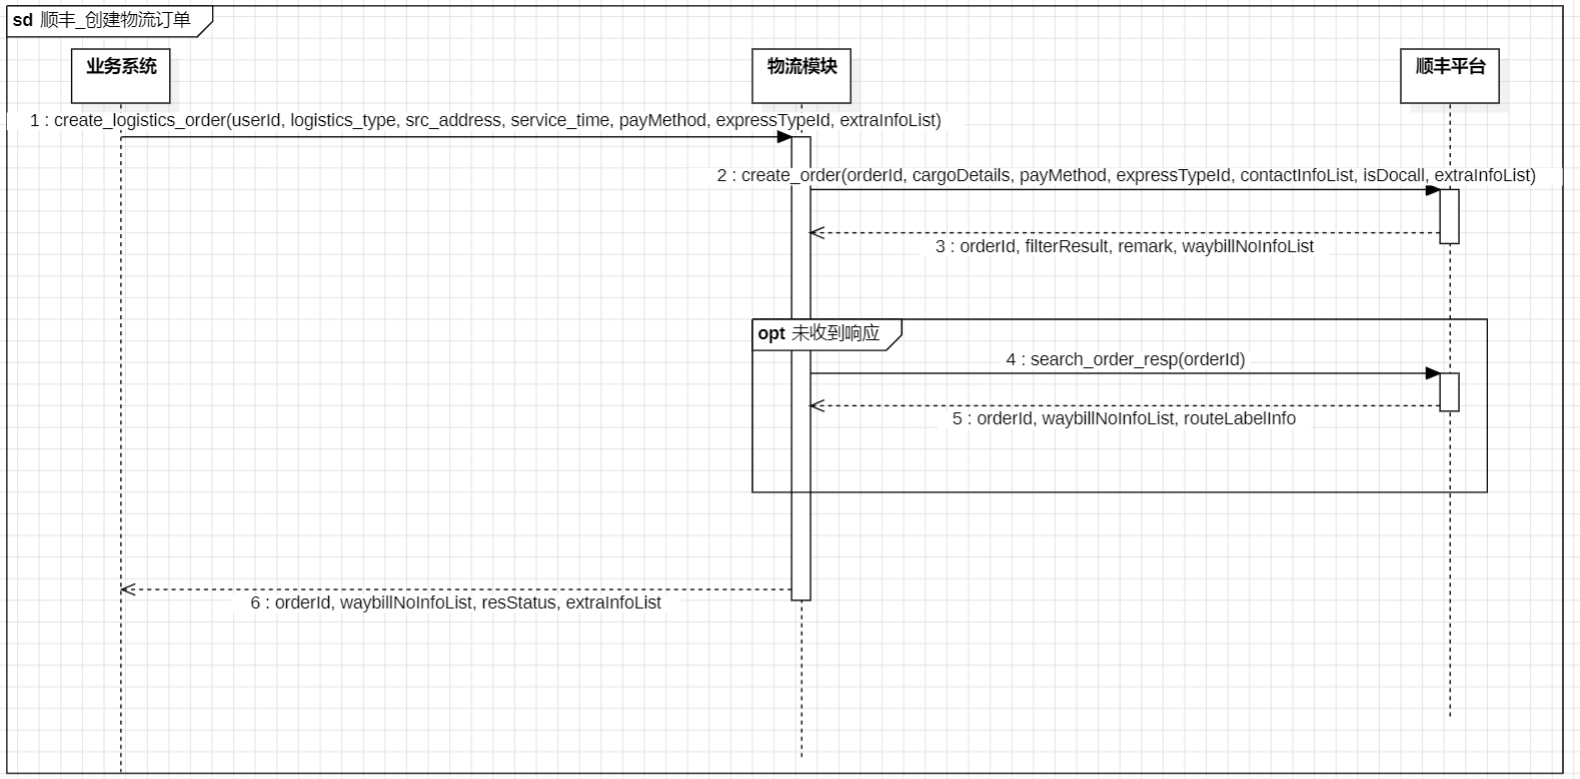 sd 顺丰_创建物流订单
业务系统
物流模块
顺丰平台
1 : create_logistics_order(userId, logistics_type, src_address, service_time, payMethod, expressTypeId, extraInfoList)
2 : create_order(orderId, cargoDetails, payMethod, expressTypeId, contactInfoList, isDocall, extraInfoList)
3 : orderId, filterResult, remark, waybillNoInfoList
opt 未收到响应
4 : search_order_resp(orderId)
5 : orderId, waybillNoInfoList, routeLabelInfo
6 : orderId, waybillNoInfoList, resStatus, extraInfoList